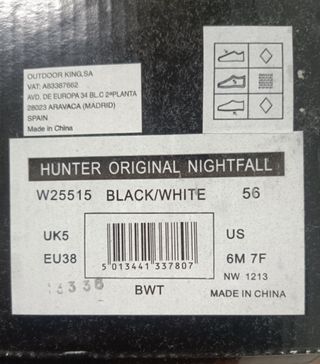 OUTDOOR KING,SA
VAT: A83387662
AVD. DE EUROPA 34 BL.C 2ªPLANTA
28023 ARAVACA (MADRID)
SPAIN
Made in China
HUNTER ORIGINAL NIGHTFALL
W25515 BLACK/WHITE 56
UK5
EU38
5 013441 337807
US
6M 7F
NW 1213
BWT
MADE IN CHINA